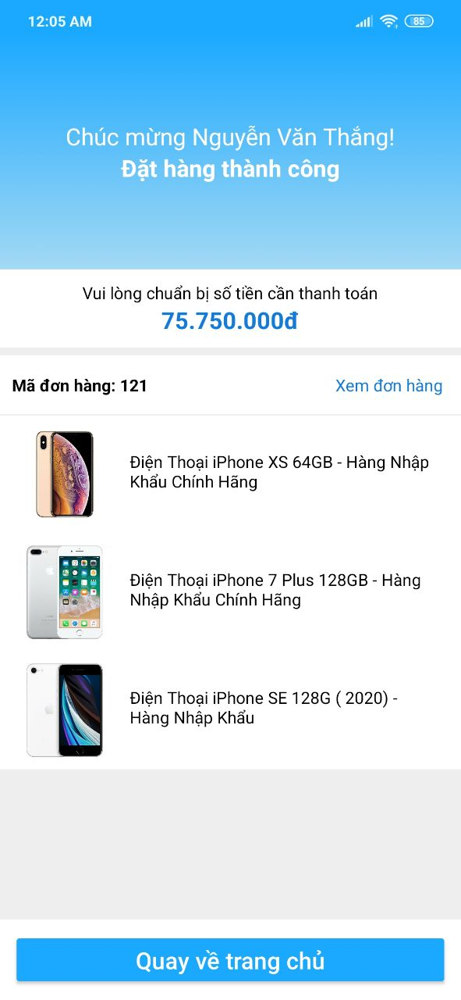 12:05 AM
85
Chúc mừng Nguyễn Văn Thắng!
Đặt hàng thành công
Vui lòng chuẩn bị số tiền cần thanh toán
75.750.000đ
Mã đơn hàng: 121
Xem đơn hàng
Điện Thoại iPhone XS 64GB - Hàng Nhập
Khẩu Chính Hãng
Điện Thoại iPhone 7 Plus 128GB - Hàng
Nhập Khẩu Chính Hãng
Điện Thoại iPhone SE 128G ( 2020) -
Hàng Nhập Khẩu
Quay về trang chủ